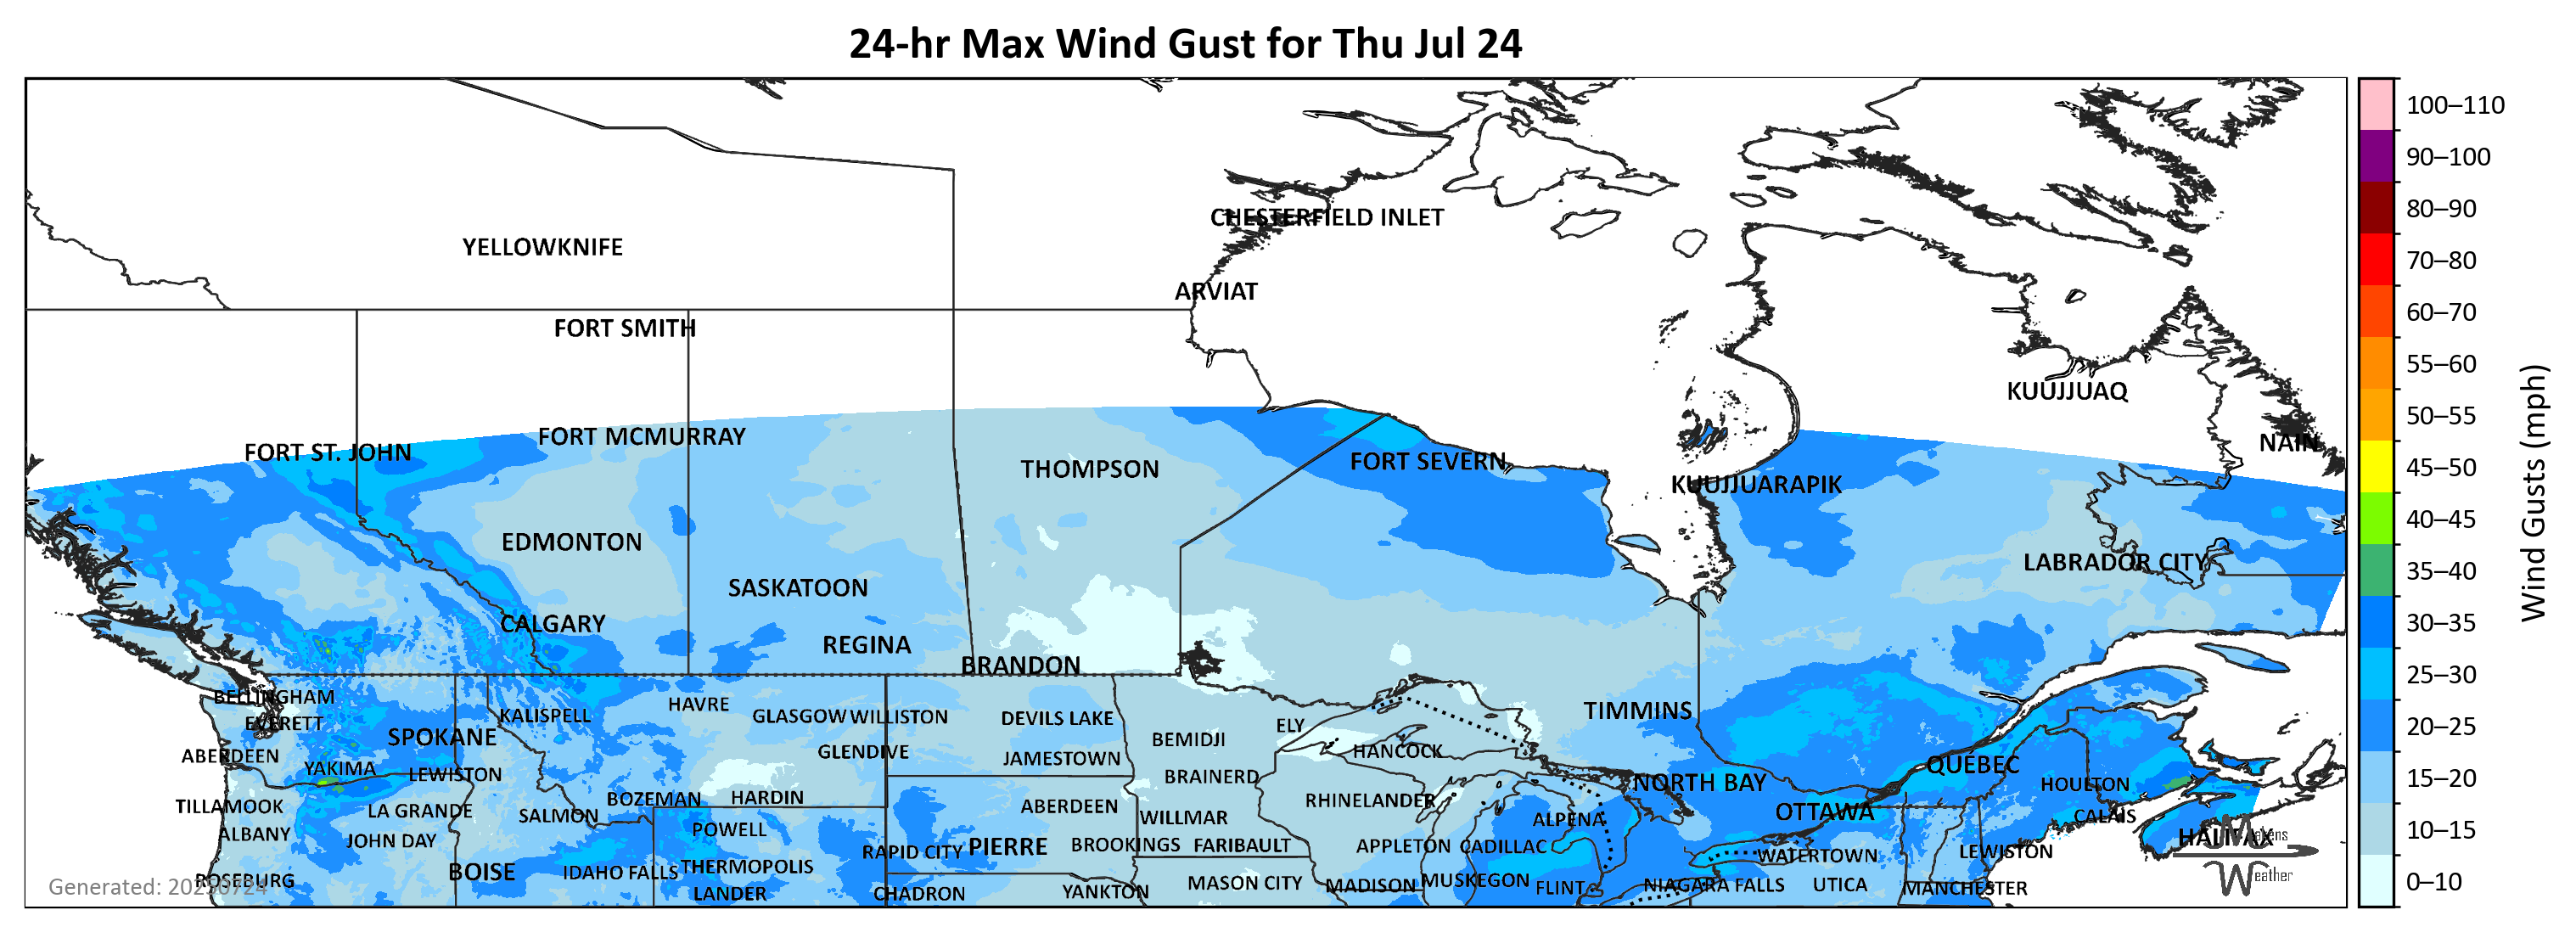 24-hr Max Wind Gust for Thu Jul 24
100–110
90–100
80–90
70–80
60–70
55–60
50–55
45–50
40–45
35–40
30–35
25–30
20–25
15–20
10–15
0–10
Wind Gusts (mph)
CHESTERFIELD INLET
YELLOWKNIFE
ARVIAT
FORT SMITH
KUUJJUAQ
FORT MCMURRAY
NAIN
FORT ST. JOHN
FORT SEVERN
THOMPSON
KUUJJUARAPIK
EDMONTON
LABRADOR CITY
SASKATOON
CALGARY
REGINA
BRANDON
BELLINGHAM
HAVRE
TIMMINS
KALISPELL
GLASGOW
WILLISTON
DEVILS LAKE
EVERETT
ELY
SPOKANE
BEMIDJI
GLENDIVE
HANCOCK
ABERDEEN
JAMESTOWN
QUEBEC
YAKIMA
LEWISTON
BRAINERD
NORTH BAY
HOULTON
BOZEMAN
HARDIN
RHINELANDER
TILLAMOOK
LA GRANDE
ABERDEEN
OTTAWA
SALMON
WILLMAR
ALPENA
CALAIS
ALBANY
POWELL
HALIFAX
JOHN DAY
PIERRE
BROOKINGS
FARIBAULT
APPLETON
CADILLAC
RAPID CITY
WATERTOWN
LEWISTON
BOISE
IDAHO FALLS
THERMOPOLIS
ROSEBURG
MASON CITY
MADISON
MUSKEGON
FLINT
NIAGARA FALLS
UTICA
MANCHESTER
LANDER
CHADRON
YANKTON
Generated: 20250724
Makens
Weather